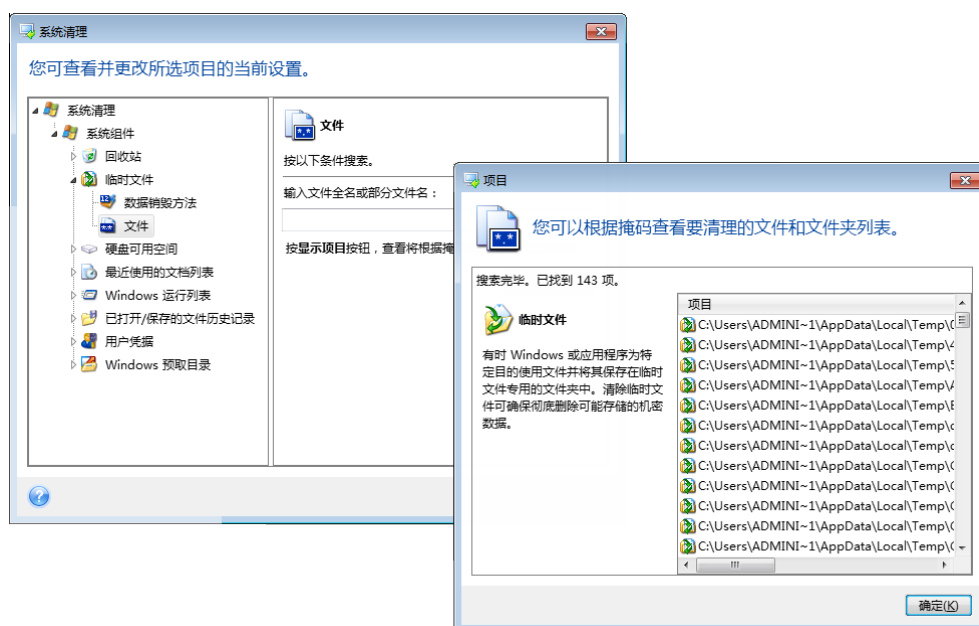 系统清理
您可查看并更改所选项目的当前设置。
系统清理
系统组件
回收站
临时文件
数据销毁方法
文件
硬盘可用空间
最近使用的文档列表
Windows 运行列表
已打开/保存的文件历史记录
用户凭据
Windows 预取目录
文件
按以下条件搜索。
输入文件全名或部分文件名：
按显示项目按钮，查看将根据掩
项目
您可以根据掩码查看要清理的文件和文件夹列表。
搜索完毕。已找到 143 项。
临时文件
有时 Windows 或应用程序为特
定目的使用文件并将其保存在临时
文件专用的文件夹中。清除临时文
件可确保彻底删除可能存储的机密
数据。
项目
C:\Users\ADMINI~1\AppData\Local\Temp\
C:\Users\ADMINI~1\AppData\Local\Temp\
C:\Users\ADMINI~1\AppData\Local\Temp\
C:\Users\ADMINI~1\AppData\Local\Temp\
C:\Users\ADMINI~1\AppData\Local\Temp\
C:\Users\ADMINI~1\AppData\Local\Temp\
C:\Users\ADMINI~1\AppData\Local\Temp\
C:\Users\ADMINI~1\AppData\Local\Temp\
C:\Users\ADMINI~1\AppData\Local\Temp\
C:\Users\ADMINI~1\AppData\Local\Temp\
C:\Users\ADMINI~1\AppData\Local\Temp\
C:\Users\ADMINI~1\AppData\Local\Temp\
确定(K)